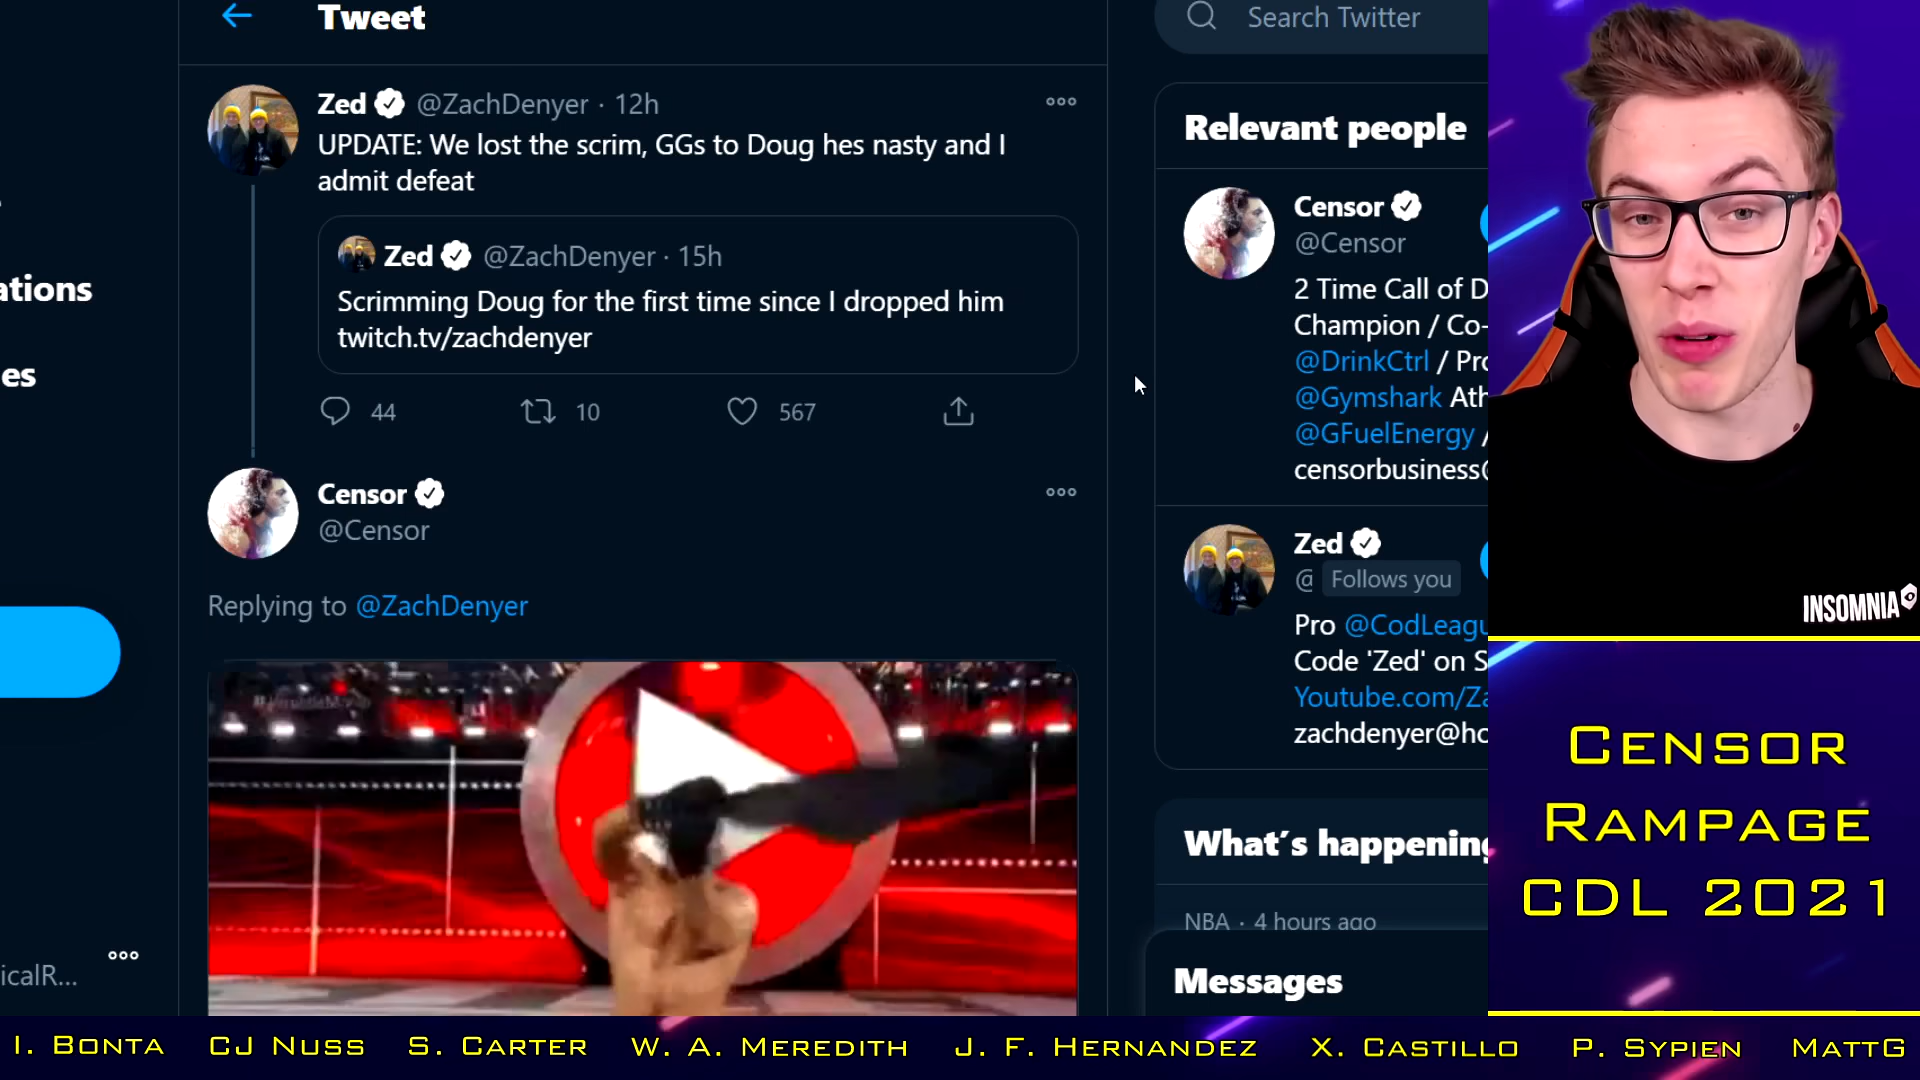 Tweet
Search Twitter
Zed @ZachDenyer · 12h
UPDATE: We lost the scrim, GGs to Doug hes nasty and I
admit defeat
Zed @ZachDenyer · 15h
Scrimming Doug for the first time since I dropped him
twitch.tv/zachdenyer
44 10 567
Censor
@Censor
Replying to @ZachDenyer
ations
es
icalR...
Relevant people
Censor
@Censor
2 Time Call of D
Champion / Co-
@DrinkCtrl / Pro
@Gymshark Ath
@GFuelEnergy /
censorbusiness@
Zed
@ Follows you
Pro @CodLeagu
Code 'Zed' on S
Youtube.com/Za
zachdenyer@ho
What's happening
NBA · 4 hours ago
Messages
INSOMNIA
CENSOR
RAMPAGE
CDL 2021
I. BONTA CJ NUSS S. CARTER W. A. MEREDITH J. F. HERNANDEZ X. CASTILLO P. SYPIEN MATTG